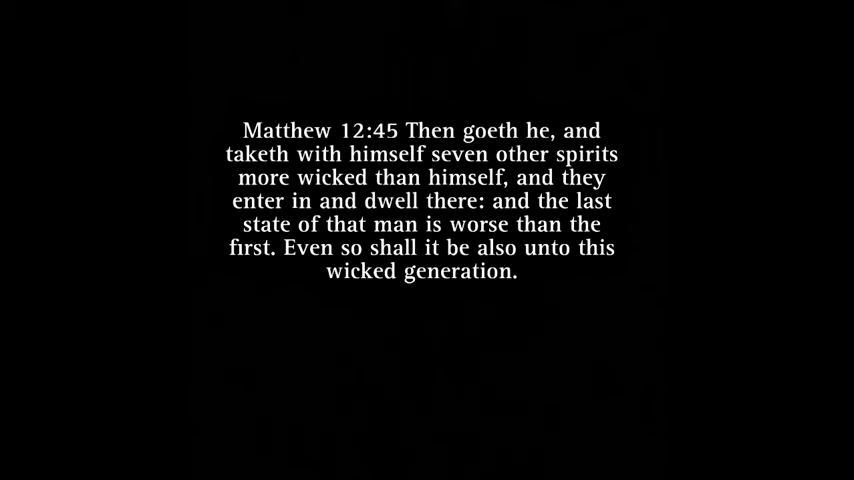 Matthew 12:45 Then goeth he, and
taketh with himself seven other spirits
more wicked than himself, and they
enter in and dwell there: and the last
state of that man is worse than the
first. Even so shall it be also unto this
wicked generation.